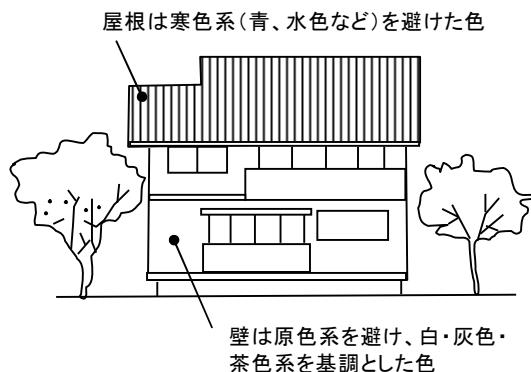 屋根は寒色系（青、水色など）を避けた色
壁は原色系を避け、白・灰色・
茶色系を基調とした色